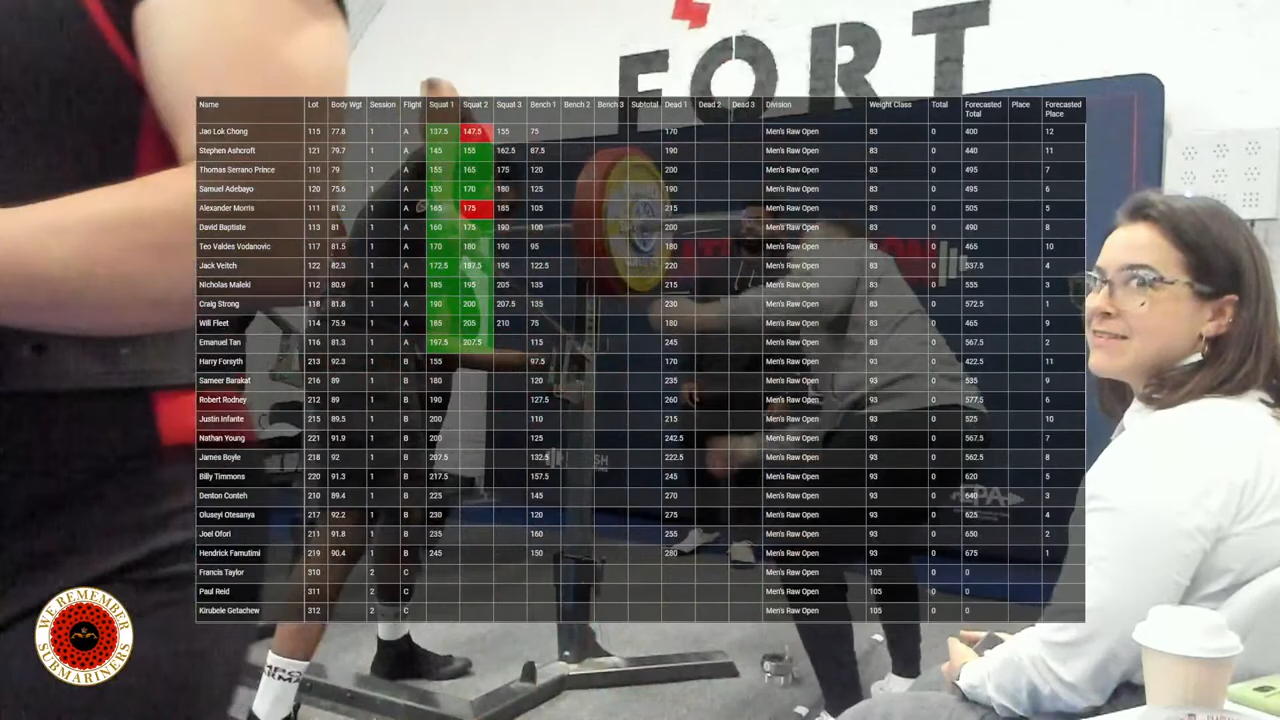 FORT
Name Lot Body Wgt Session Flight Squat 1 Squat 2 Squat 3 Bench 1 Bench 2 Bench 3 Subtotal Dead 1 Dead 2 Dead 3 Division Weight Class Total Forecasted Total Place Forecasted Place
Jao Lok Chong 115 77.8 1 A 137.5 147.5 155 75 170 Men's Raw Open 83 0 400 12
Stephen Ashcroft 121 79.7 1 A 145 155 162.5 87.5 190 Men's Raw Open 83 0 440 11
Thomas Serrano Prince 110 79 1 A 155 165 175 120 200 Men's Raw Open 83 0 495 7
Samuel Adebayo 120 75.6 1 A 155 170 180 125 190 Men's Raw Open 83 0 495 6
Alexander Morris 111 81.2 1 A 165 175 185 105 215 Men's Raw Open 83 0 505 5
David Baptiste 113 81 1 A 160 175 190 100 200 Men's Raw Open 83 0 490 8
Teo Valdes Vodanovic 117 81.5 1 A 170 180 190 95 180 Men's Raw Open 83 0 465 10
Jack Veitch 122 82.3 1 A 172.5 187.5 195 122.5 220 Men's Raw Open 83 0 537.5 4
Nicholas Maleki 112 80.9 1 A 185 195 205 135 215 Men's Raw Open 83 0 555 3
Craig Strong 118 81.8 1 A 190 200 207.5 135 230 Men's Raw Open 83 0 572.5 1
Will Fleet 114 75.9 1 A 185 205 210 75 180 Men's Raw Open 83 0 465 9
Emanuel Tan 116 81.3 1 A 197.5 207.5 115 245 Men's Raw Open 83 0 567.5 2
Harry Forsyth 213 92.3 1 B 155 97.5 170 Men's Raw Open 93 0 422.5 11
Sameer Barakat 216 89 1 B 180 120 235 Men's Raw Open 93 0 535 9
Robert Rodney 212 89 1 B 190 127.5 260 Men's Raw Open 93 0 577.5 6
Justin Infante 215 89.5 1 B 200 110 215 Men's Raw Open 93 0 525 10
Nathan Young 221 91.9 1 B 200 125 242.5 Men's Raw Open 93 0 567.5 7
James Boyle 218 92 1 B 207.5 132.5 222.5 Men's Raw Open 93 0 562.5 8
Billy Timmons 220 91.3 1 B 217.5 157.5 245 Men's Raw Open 93 0 620 5
Denton Conteh 210 89.4 1 B 225 145 270 Men's Raw Open 93 0 640 3
Oluseyi Otesanya 217 92.2 1 B 230 120 275 Men's Raw Open 93 0 625 4
Joel Ofori 211 91.8 1 B 235 160 255 Men's Raw Open 93 0 650 2
Hendrick Famutimi 219 90.4 1 B 245 150 280 Men's Raw Open 93 0 675 1
Francis Taylor 310 2 C Men's Raw Open 105 0 0
Paul Reid 311 2 C Men's Raw Open 105 0 0
Kirubele Getachew 312 2 C Men's Raw Open 105 0 0
WE REMEMBER
SUBMARINERS